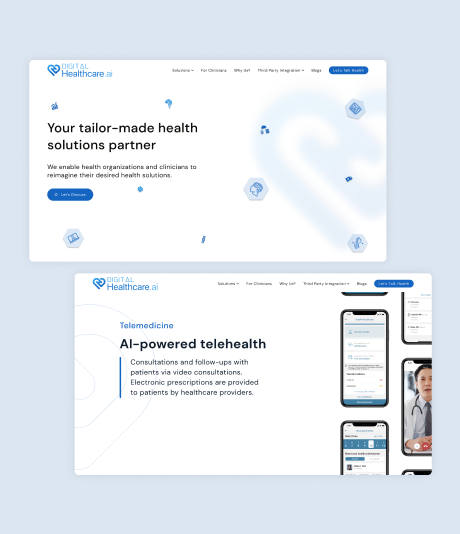 DIGITAL
Healthcare.ai
Solutions
For Clinicians
Why Us?
Third Party Integration
Blogs
Let's Talk Health
Your tailor-made health
solutions partner
We enable health organizations and clinicians to
reimagine their desired health solutions.
Let's Discuss
DIGITAL
Healthcare.ai
Solutions
For Clinicians
Why Us?
Third Party Integration
Blogs
Let's Talk Health
Telemedicine
AI-powered telehealth
Consultations and follow-ups with
patients via video consultations.
Electronic prescriptions are provided
to patients by healthcare providers.